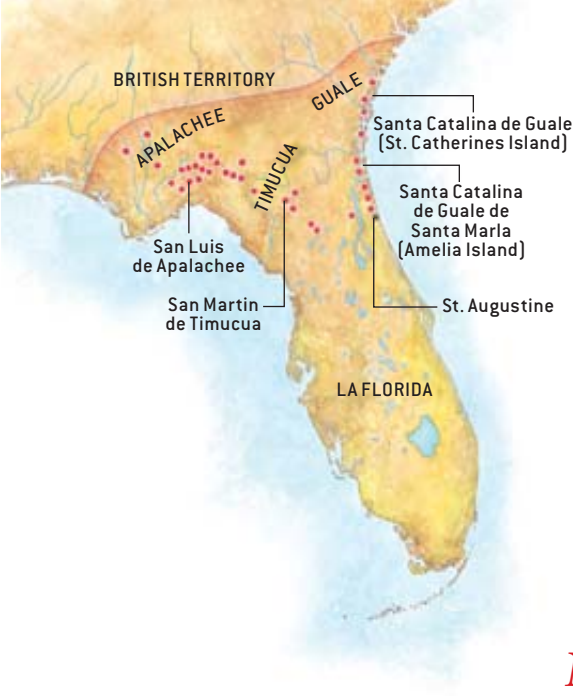 BRITISH TERRITORY
GUALE
APALACHEE
TIMUCUA
Santa Catalina de Guale
(St. Catherines Island)
Santa Catalina
de Guale de
Santa Marla
(Amelia Island)
San Luis
de Apalachee
San Martin
de Timucua
St. Augustine
LA FLORIDA